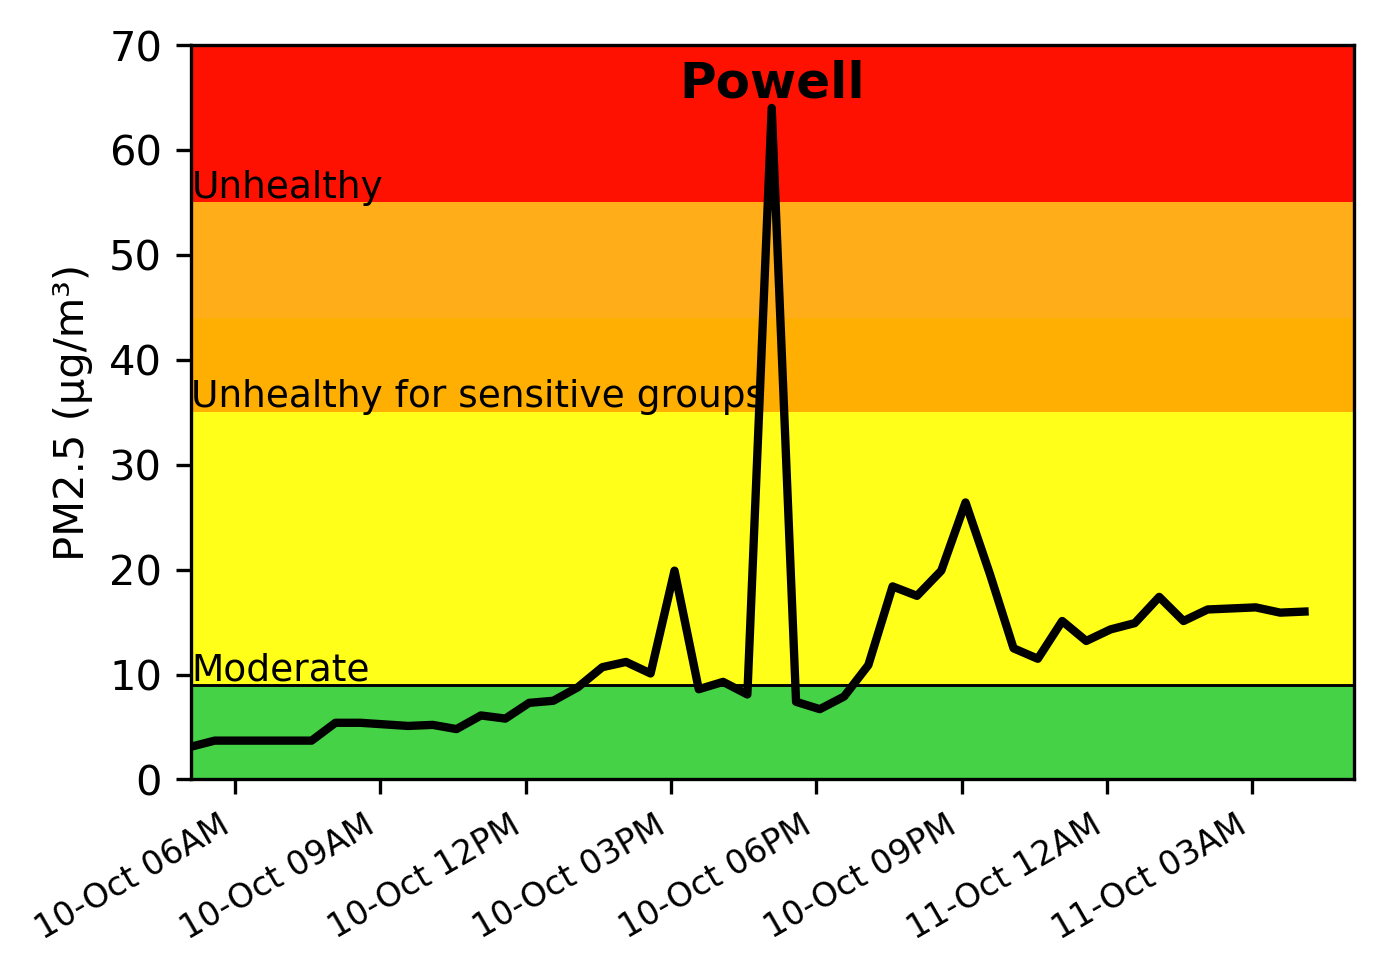 Powell
70
60
50
40
30
20
10
0
PM2.5 (µg/m³)
Unhealthy
Unhealthy for sensitive groups
Moderate
10-Oct 06AM
10-Oct 09AM
10-Oct 12PM
10-Oct 03PM
10-Oct 06PM
10-Oct 09PM
11-Oct 12AM
11-Oct 03AM